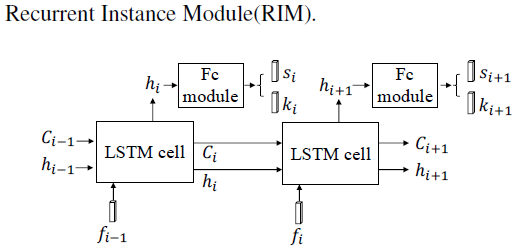 Recurrent Instance Module(RIM).
h_i
Fc
module
s_i
k_i
h_{i+1}
Fc
module
s_{i+1}
k_{i+1}
C_{i-1}
h_{i-1}
LSTM cell
C_i
h_i
LSTM cell
C_{i+1}
h_{i+1}
f_{i-1}
f_i